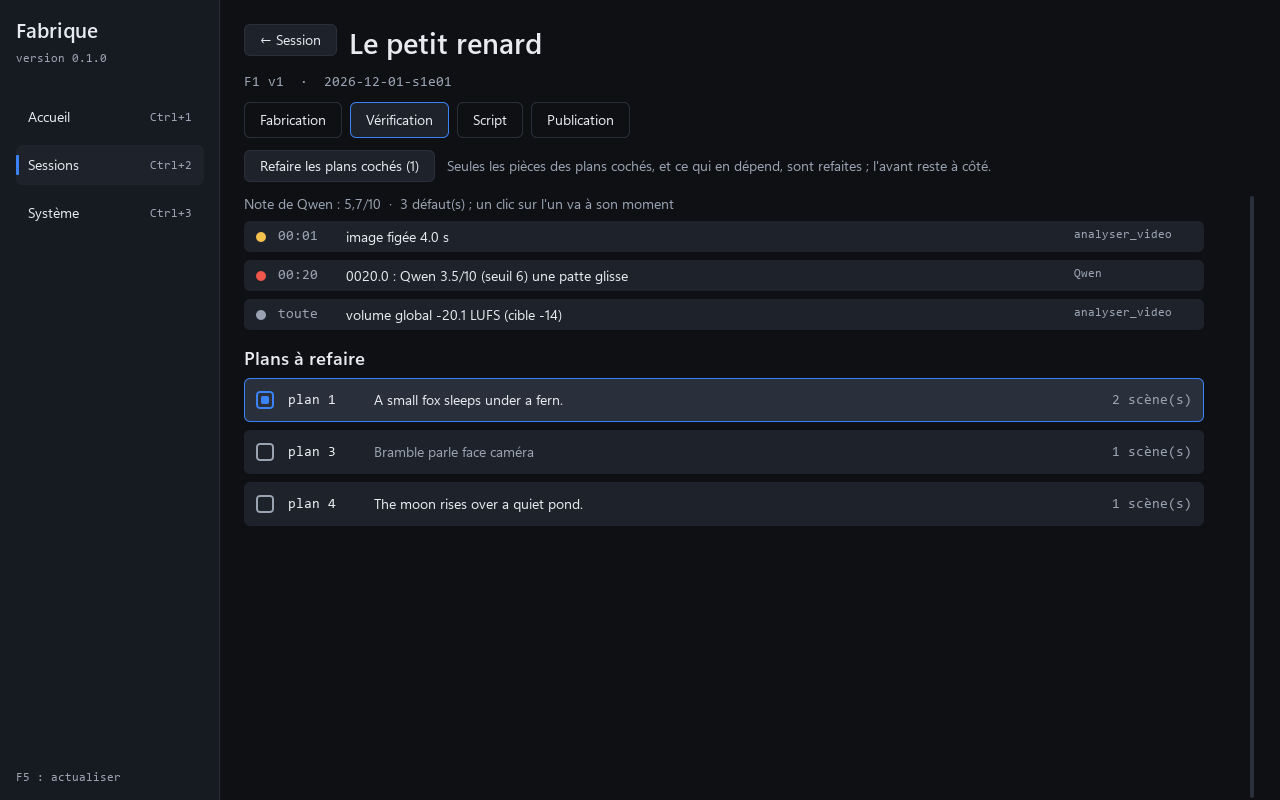 Fabrique
version 0.1.0
Accueil Ctrl+1
Sessions Ctrl+2
Système Ctrl+3
F5 : actualiser
← Session Le petit renard
F1 v1 · 2026-12-01-s1e01
Fabrication Vérification Script Publication
Refaire les plans cochés (1) Seules les pièces des plans cochés, et ce qui en dépend, sont refaites ; l'avant reste à côté.
Note de Qwen : 5,7/10 · 3 défaut(s) ; un clic sur l'un va à son moment
00:01 image figée 4.0 s analyser_video
00:20 0020.0 : Qwen 3.5/10 (seuil 6) une patte glisse Qwen
toute volume global -20.1 LUFS (cible -14) analyser_video
Plans à refaire
plan 1 A small fox sleeps under a fern. 2 scène(s)
plan 3 Bramble parle face caméra 1 scène(s)
plan 4 The moon rises over a quiet pond. 1 scène(s)